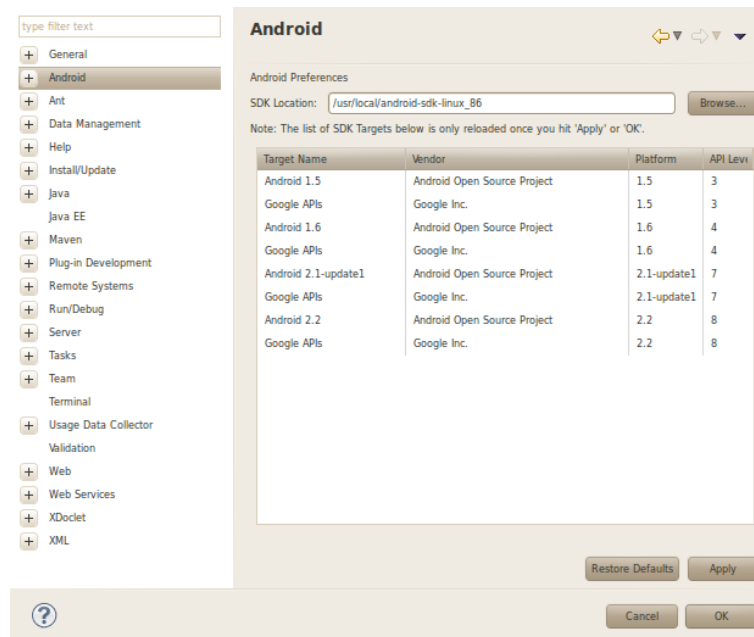 type filter text
General
Android
Ant
Data Management
Help
Install/Update
Java
Java EE
Maven
Plug-in Development
Remote Systems
Run/Debug
Server
Tasks
Team
Terminal
Usage Data Collector
Validation
Web
Web Services
XDoclet
XML
Android
Android Preferences
SDK Location: /usr/local/android-sdk-linux_86 Browse...
Note: The list of SDK Targets below is only reloaded once you hit 'Apply' or 'OK'.
Target Name Vendor Platform API Leve
Android 1.5 Android Open Source Project 1.5 3
Google APIs Google Inc. 1.5 3
Android 1.6 Android Open Source Project 1.6 4
Google APIs Google Inc. 1.6 4
Android 2.1-update1 Android Open Source Project 2.1-update1 7
Google APIs Google Inc. 2.1-update1 7
Android 2.2 Android Open Source Project 2.2 8
Google APIs Google Inc. 2.2 8
Restore Defaults Apply
? Cancel OK